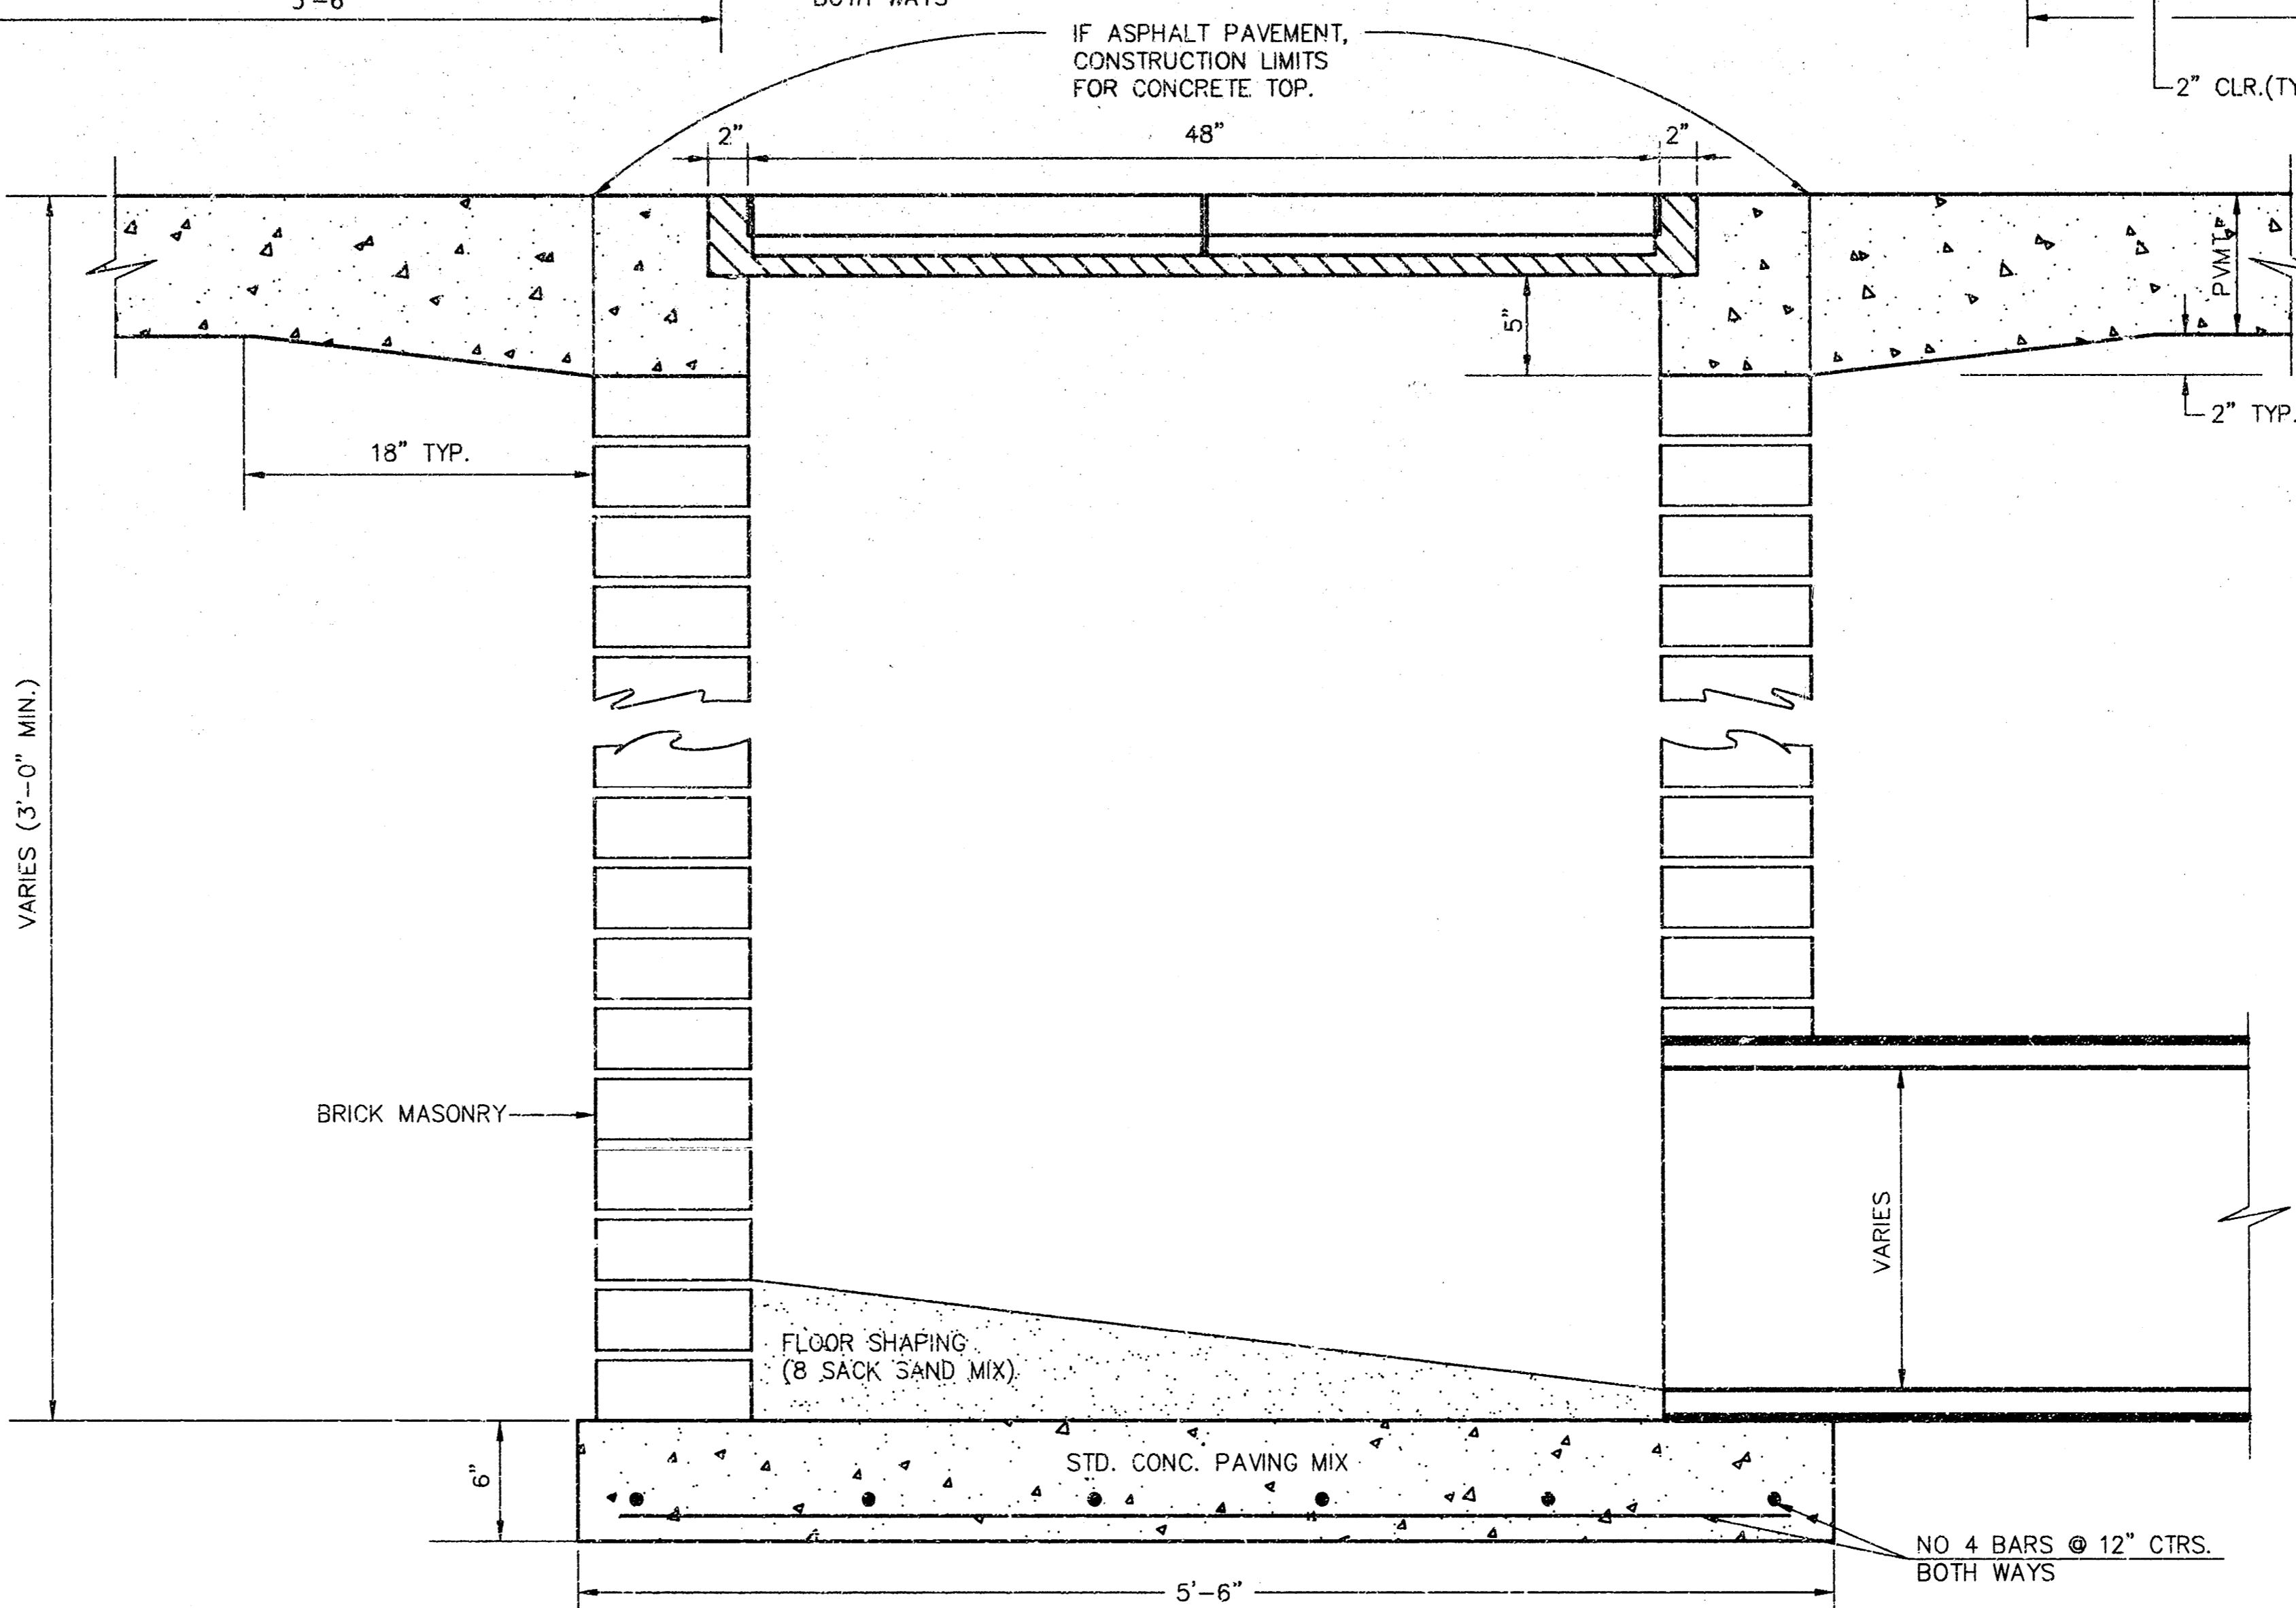 5'-6"
BOTH WAYS
IF ASPHALT PAVEMENT,
CONSTRUCTION LIMITS
FOR CONCRETE TOP.
2" CLR.(TY
2"
48"
2"
PVMT.
5"
2" TYP.
18" TYP.
VARIES (3'-0" MIN.)
BRICK MASONRY
VARIES
FLOOR SHAPING
(8 SACK SAND MIX)
STD. CONC. PAVING MIX
6"
NO 4 BARS @ 12" CTRS.
BOTH WAYS
5'-6"